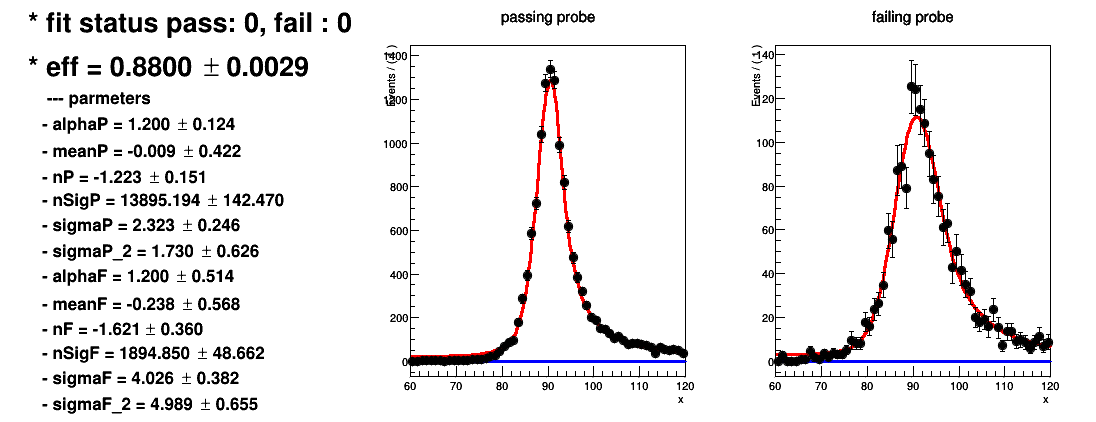 * fit status pass: 0, fail : 0
* eff = 0.8800 ± 0.0029
--- parmeters
- alphaP = 1.200 ± 0.124
- meanP = -0.009 ± 0.422
- nP = -1.223 ± 0.151
- nSigP = 13895.194 ± 142.470
- sigmaP = 2.323 ± 0.246
- sigmaP_2 = 1.730 ± 0.626
- alphaF = 1.200 ± 0.514
- meanF = -0.238 ± 0.568
- nF = -1.621 ± 0.360
- nSigF = 1894.850 ± 48.662
- sigmaF = 4.026 ± 0.382
- sigmaF_2 = 4.989 ± 0.655
passing probe
Events / ( 1 )
1400
1200
1000
800
600
400
200
0
60 70 80 90 100 110 120
x
failing probe
Events / ( 1 )
140
120
100
80
60
40
20
0
60 70 80 90 100 110 120
x